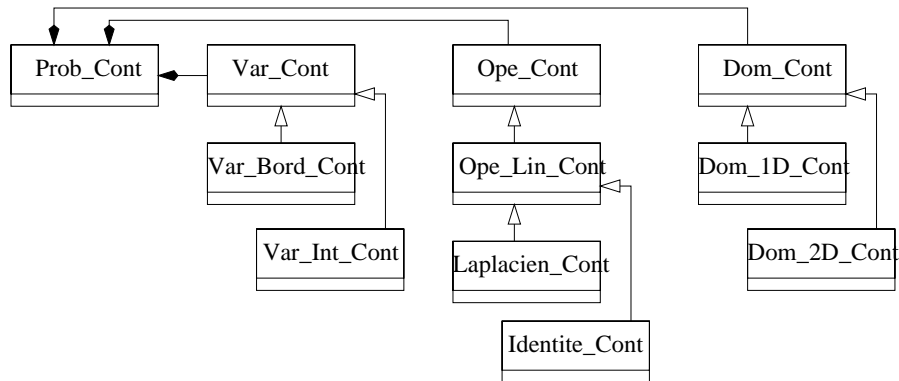 Prob_Cont
Var_Cont
Ope_Cont
Dom_Cont
Var_Bord_Cont
Ope_Lin_Cont
Dom_1D_Cont
Var_Int_Cont
Laplacien_Cont
Dom_2D_Cont
Identite_Cont